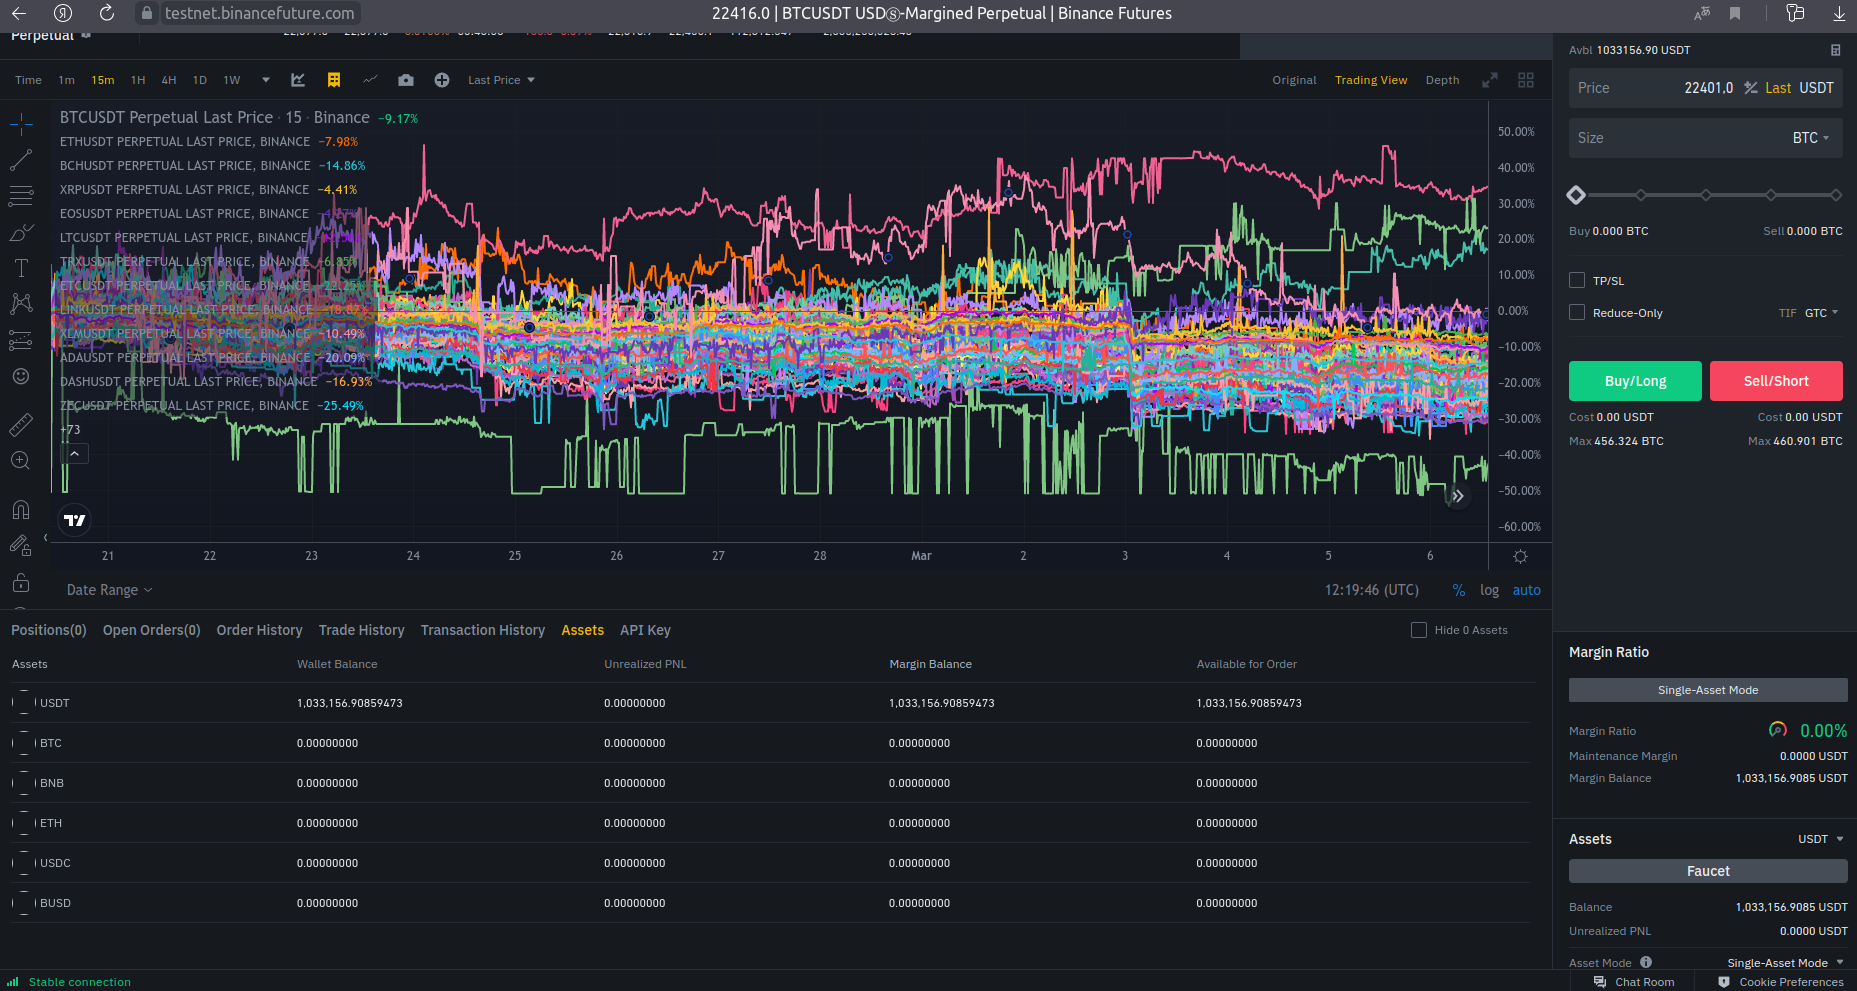 testnet.binancefuture.com
22416.0 | BTCUSDT USDⓈ-Margined Perpetual | Binance Futures
Perpetual
Time 1m 15m 1H 4H 1D 1W Last Price Original Trading View Depth
BTCUSDT Perpetual Last Price · 15 · Binance −9.17%
ETHUSDT PERPETUAL LAST PRICE, BINANCE −7.98%
BCHUSDT PERPETUAL LAST PRICE, BINANCE −14.86%
XRPUSDT PERPETUAL LAST PRICE, BINANCE −4.41%
EOSUSDT PERPETUAL LAST PRICE, BINANCE
LTCUSDT PERPETUAL LAST PRICE, BINANCE
TRXUSDT PERPETUAL LAST PRICE, BINANCE −6.85%
ETCUSDT PERPETUAL LAST PRICE, BINANCE
LINKUSDT PERPETUAL LAST PRICE, BINANCE
XLMUSDT PERPETUAL LAST PRICE, BINANCE −10.49%
ADAUSDT PERPETUAL LAST PRICE, BINANCE −20.09%
DASHUSDT PERPETUAL LAST PRICE, BINANCE −16.93%
ZECUSDT PERPETUAL LAST PRICE, BINANCE −25.49%
+73
50.00%
40.00%
30.00%
20.00%
10.00%
0.00%
−10.00%
−20.00%
−30.00%
−40.00%
−50.00%
−60.00%
21 22 23 24 25 26 27 28 Mar 2 3 4 5 6
Date Range 12:19:46 (UTC) % log auto
Positions(0) Open Orders(0) Order History Trade History Transaction History Assets API Key Hide 0 Assets
Assets Wallet Balance Unrealized PNL Margin Balance Available for Order
USDT 1,033,156.90859473 0.00000000 1,033,156.90859473 1,033,156.90859473
BTC 0.00000000 0.00000000 0.00000000 0.00000000
BNB 0.00000000 0.00000000 0.00000000 0.00000000
ETH 0.00000000 0.00000000 0.00000000 0.00000000
USDC 0.00000000 0.00000000 0.00000000 0.00000000
BUSD 0.00000000 0.00000000 0.00000000 0.00000000
Stable connection
Avbl 1033156.90 USDT
Price 22401,0 Last USDT
Size BTC
Buy 0.000 BTC Sell 0.000 BTC
TP/SL
Reduce-Only TIF GTC
Buy/Long Sell/Short
Cost 0.00 USDT Cost 0.00 USDT
Max 456.324 BTC Max 460.901 BTC
Margin Ratio
Single-Asset Mode
Margin Ratio 0.00%
Maintenance Margin 0.0000 USDT
Margin Balance 1,033,156.9085 USDT
Assets USDT
Faucet
Balance 1,033,156.9085 USDT
Unrealized PNL 0.0000 USDT
Asset Mode Single-Asset Mode
Chat Room Cookie Preferences